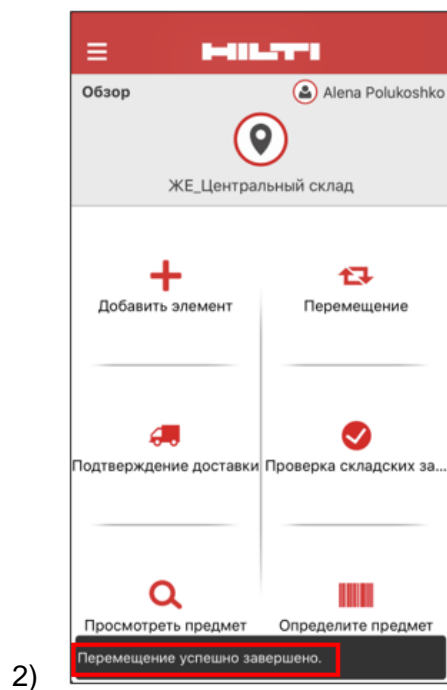 HILTI
Обзор
Alena Polukoshko
ЖЕ_Центральный склад
Добавить элемент
Перемещение
Подтверждение доставки
Проверка складских за...
Просмотреть предмет
Определите предмет
Перемещение успешно завершено.
2)